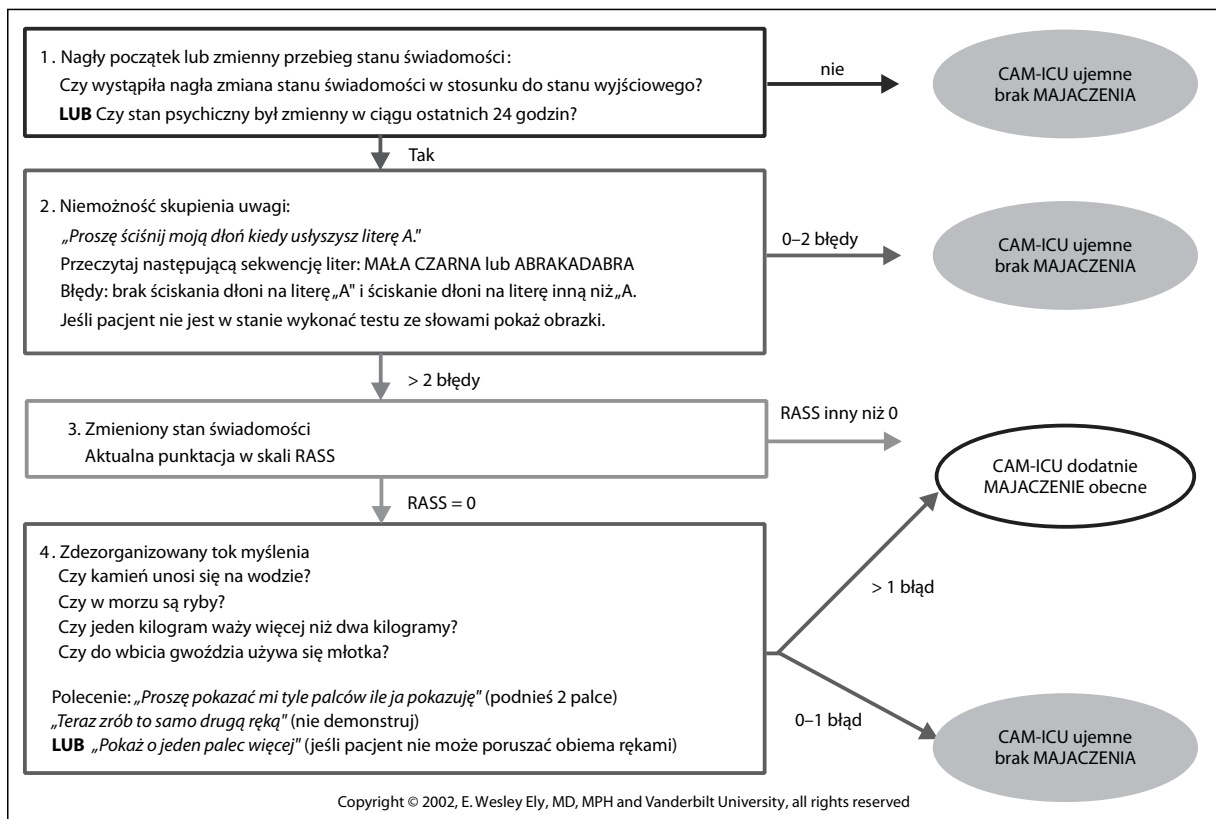 1. Nagły początek lub zmienny przebieg stanu świadomości:
Czy wystąpiła nagła zmiana stanu świadomości w stosunku do stanu wyjściowego?
LUB Czy stan psychiczny był zmienny w ciągu ostatnich 24 godzin?
nie
CAM-ICU ujemne
brak MAJACZENIA
Tak
2. Niemożność skupienia uwagi:
„Proszę ściśnij moją dłoń kiedy usłyszysz literę A."
Przeczytaj następującą sekwencję liter: MAŁA CZARNA lub ABRAKADABRA
Błędy: brak ściskania dłoni na literę „A" i ściskanie dłoni na literę inną niż „A.
Jeśli pacjent nie jest w stanie wykonać testu ze słowami pokaż obrazki.
0–2 błędy
CAM-ICU ujemne
brak MAJACZENIA
> 2 błędy
3. Zmieniony stan świadomości
Aktualna punktacja w skali RASS
RASS inny niż 0
CAM-ICU dodatnie
MAJACZENIE obecne
RASS = 0
4. Zdezorganizowany tok myślenia
Czy kamień unosi się na wodzie?
Czy w morzu są ryby?
Czy jeden kilogram waży więcej niż dwa kilogramy?
Czy do wbicia gwoździa używa się młotka?
Polecenie: „Proszę pokazać mi tyle palców ile ja pokazuję" (podnieś 2 palce)
„Teraz zrób to samo drugą ręką" (nie demonstruj)
LUB „Pokaż o jeden palec więcej" (jeśli pacjent nie może poruszać obiema rękami)
> 1 błąd
0–1 błąd
CAM-ICU ujemne
brak MAJACZENIA
Copyright © 2002, E. Wesley Ely, MD, MPH and Vanderbilt University, all rights reserved